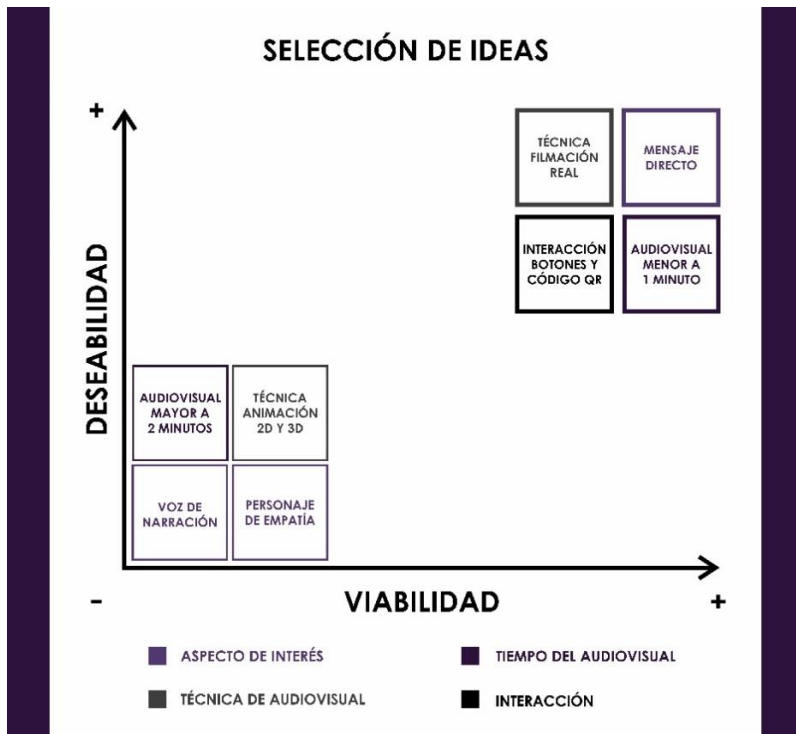 SELECCIÓN DE IDEAS
+
TÉCNICA
FILMACIÓN
REAL
MENSAJE
DIRECTO
INTERACCIÓN
BOTONES Y
CÓDIGO QR
AUDIOVISUAL
MENOR A
1 MINUTO
DESEABILIDAD
AUDIOVISUAL
MAYOR A
2 MINUTOS
TÉCNICA
ANIMACIÓN
2D Y 3D
VOZ DE
NARRACIÓN
PERSONAJE
DE EMPATÍA
-
VIABILIDAD
+
ASPECTO DE INTERÉS
TIEMPO DEL AUDIOVISUAL
TÉCNICA DE AUDIOVISUAL
INTERACCIÓN